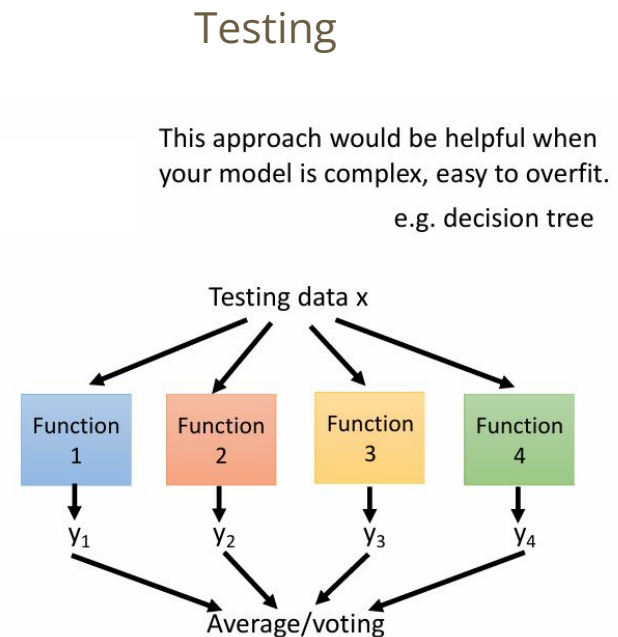 Testing
This approach would be helpful when
your model is complex, easy to overfit.
e.g. decision tree
Testing data x
Function
1
Function
2
Function
3
Function
4
y₁
y₂
y₃
y₄
Average/voting